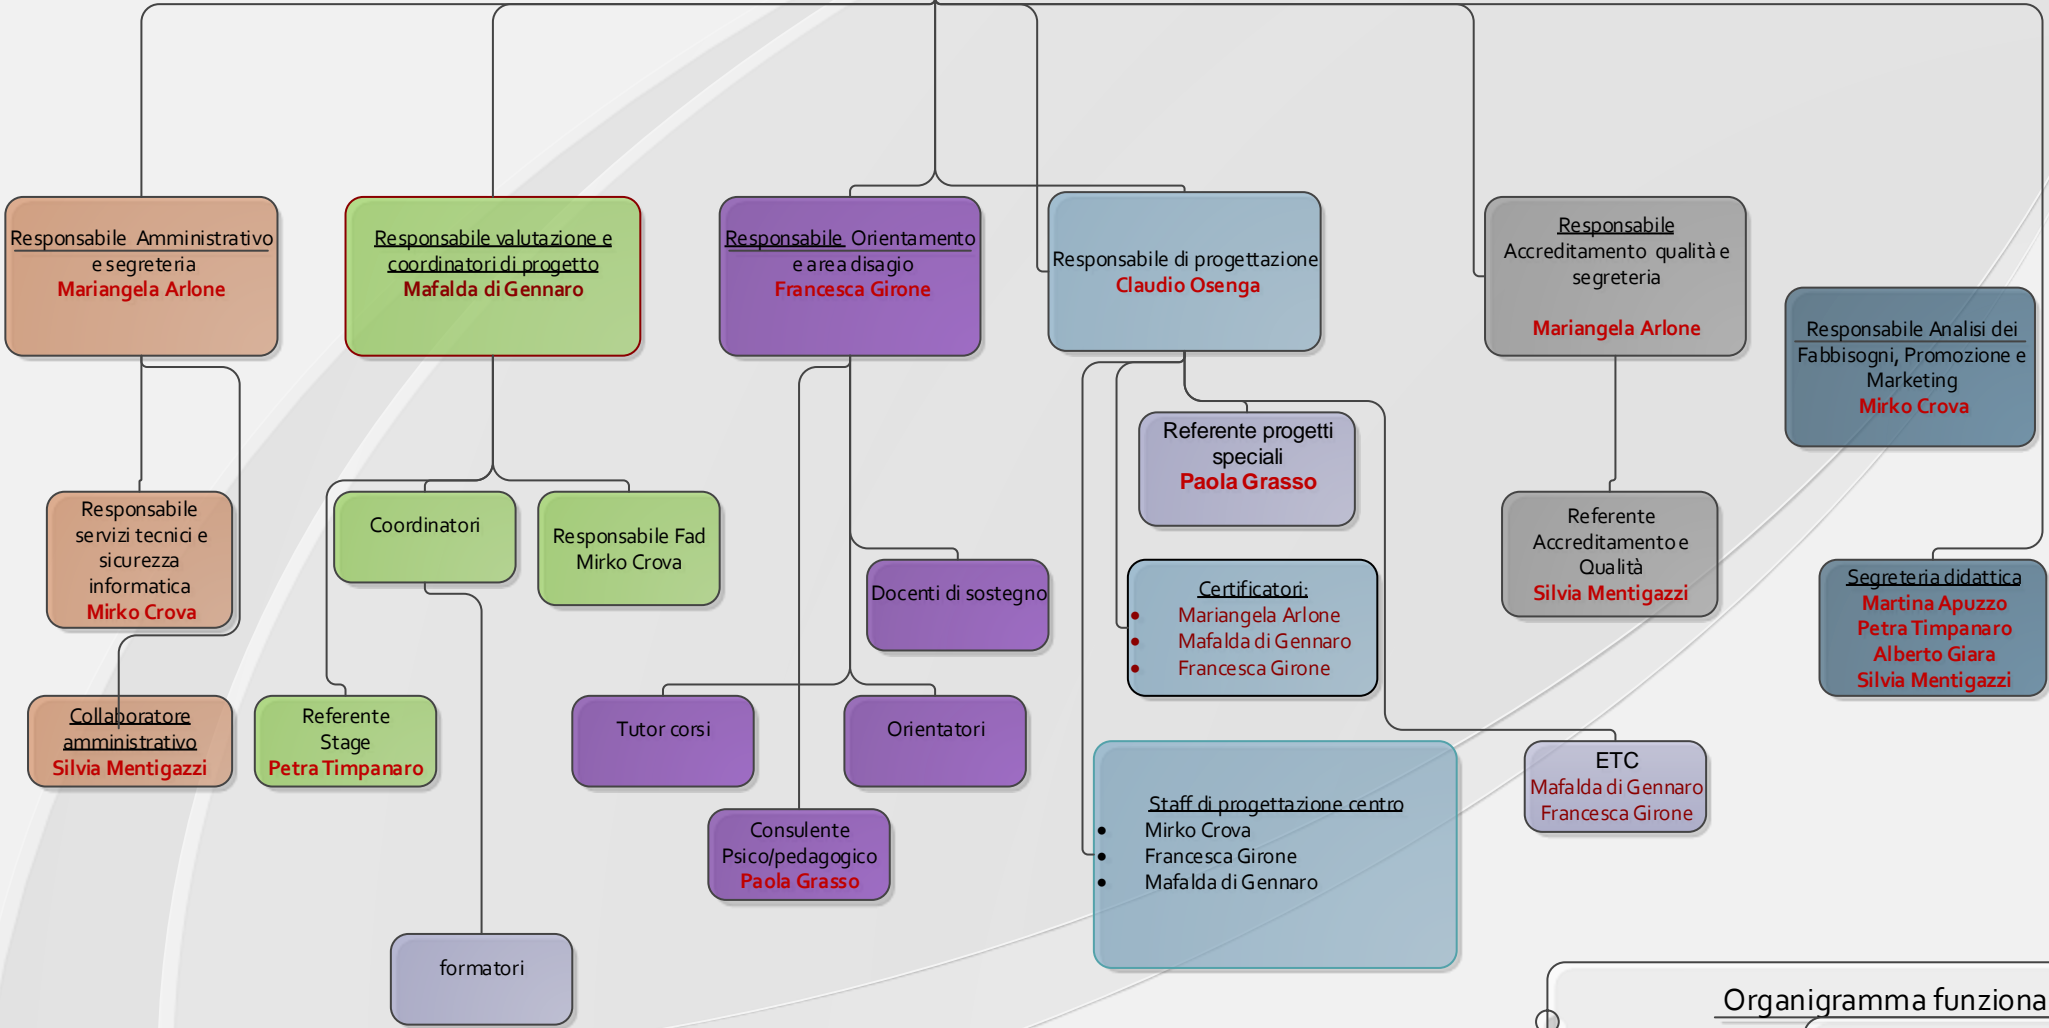 Responsabile Amministrativo
e segreteria
Mariangela Arlone
Responsabile valutazione e
coordinatori di progetto
Mafalda di Gennaro
Responsabile Orientamento
e area disagio
Francesca Girone
Responsabile di progettazione
Claudio Osenga
Responsabile
Accreditamento qualità e
segreteria
Mariangela Arlone
Responsabile Analisi dei
Fabbisogni, Promozione e
Marketing
Mirko Crova
Referente progetti
speciali
Paola Grasso
Responsabile
servizi tecnici e
sicurezza
informatica
Mirko Crova
Coordinatori
Responsabile Fad
Mirko Crova
Docenti di sostegno
Certificatori:
• Mariangela Arlone
• Mafalda di Gennaro
• Francesca Girone
Referente
Accreditamento e
Qualità
Silvia Mentigazzi
Segreteria didattica
Martina Apuzzo
Petra Timpanaro
Alberto Giara
Silvia Mentigazzi
Collaboratore
amministrativo
Silvia Mentigazzi
Referente
Stage
Petra Timpanaro
Tutor corsi
Orientatori
Consulente
Psico/pedagogico
Paola Grasso
Staff di progettazione centro
• Mirko Crova
• Francesca Girone
• Mafalda di Gennaro
ETC
Mafalda di Gennaro
Francesca Girone
formatori
Organigramma funziona